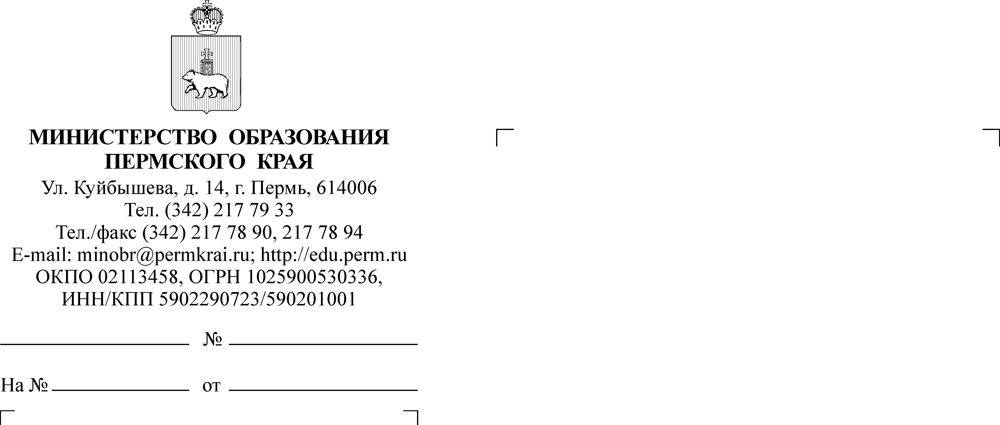 МИНИСТЕРСТВО ОБРАЗОВАНИЯ
ПЕРМСКОГО КРАЯ
Ул. Куйбышева, д. 14, г. Пермь, 614006
Тел. (342) 217 79 33
Тел./факс (342) 217 78 90, 217 78 94
E-mail: minobr@permkrai.ru; http://edu.perm.ru
ОКПО 02113458, ОГРН 1025900530336,
ИНН/КПП 5902290723/590201001
№
На № от